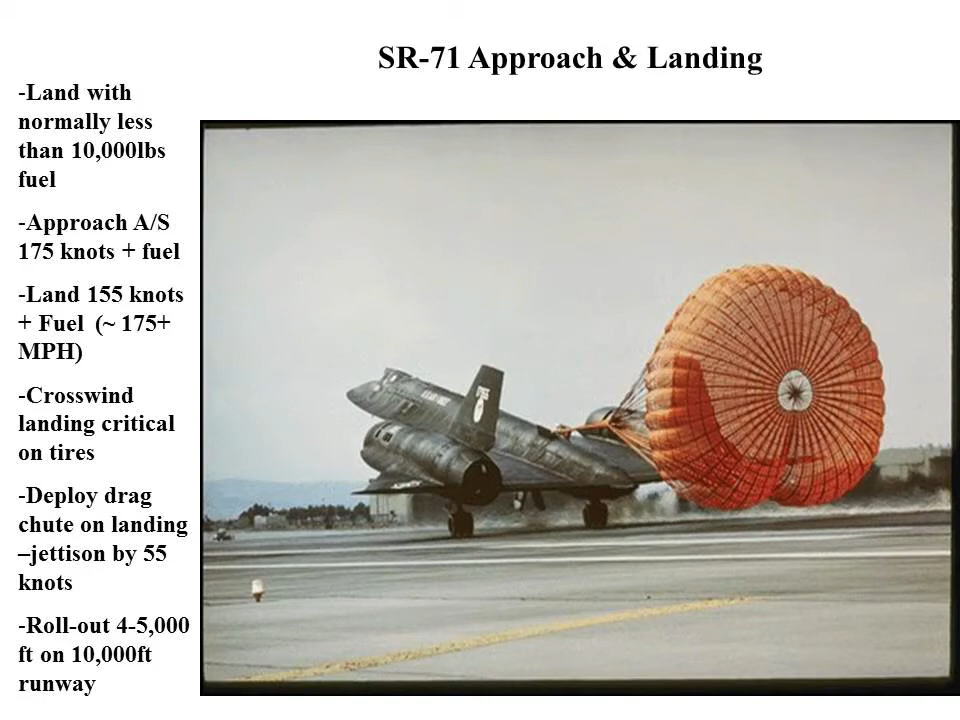 SR-71 Approach & Landing
-Land with
normally less
than 10,000lbs
fuel
-Approach A/S
175 knots + fuel
-Land 155 knots
+ Fuel (~ 175+
MPH)
-Crosswind
landing critical
on tires
-Deploy drag
chute on landing
–jettison by 55
knots
-Roll-out 4-5,000
ft on 10,000ft
runway